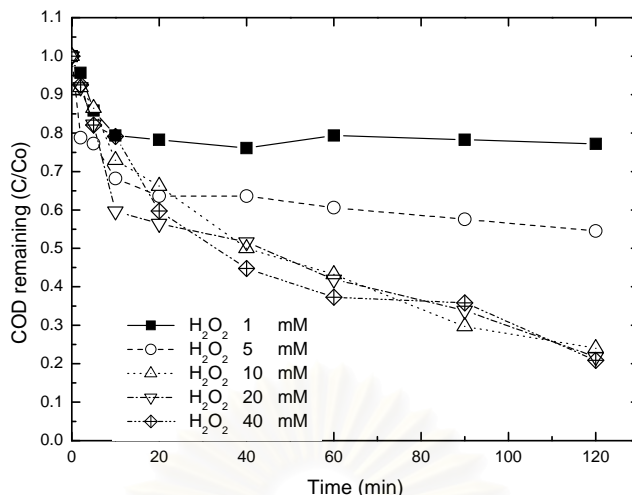 1.0
0.9
0.8
0.7
0.6
0.5
0.4
0.3
0.2
0.1
0.0
COD remaining (C/Co)
H₂O₂ 1 mM
H₂O₂ 5 mM
H₂O₂ 10 mM
H₂O₂ 20 mM
H₂O₂ 40 mM
0 20 40 60 80 100 120
Time (min)